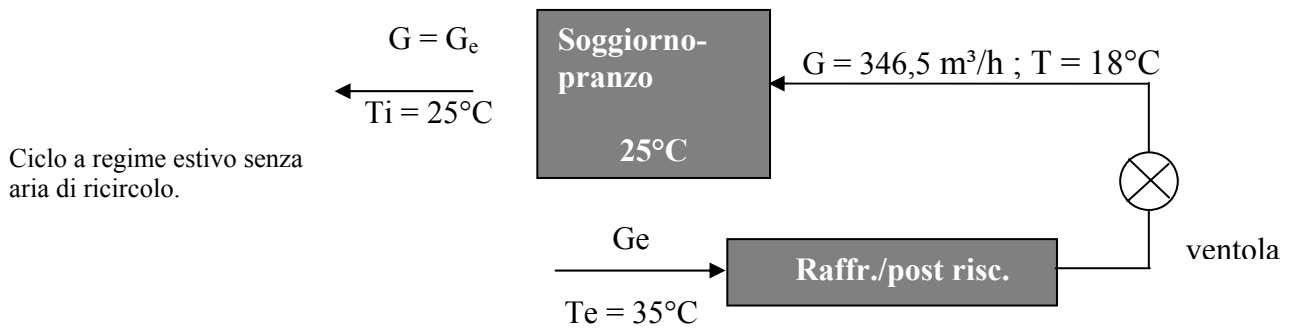 G = Gₑ
Ti = 25°C
Soggiorno-
pranzo
25°C
G = 346,5 m³/h ; T = 18°C
Ciclo a regime estivo senza
aria di ricircolo.
Ge
Te = 35°C
Raffr./post risc.
ventola